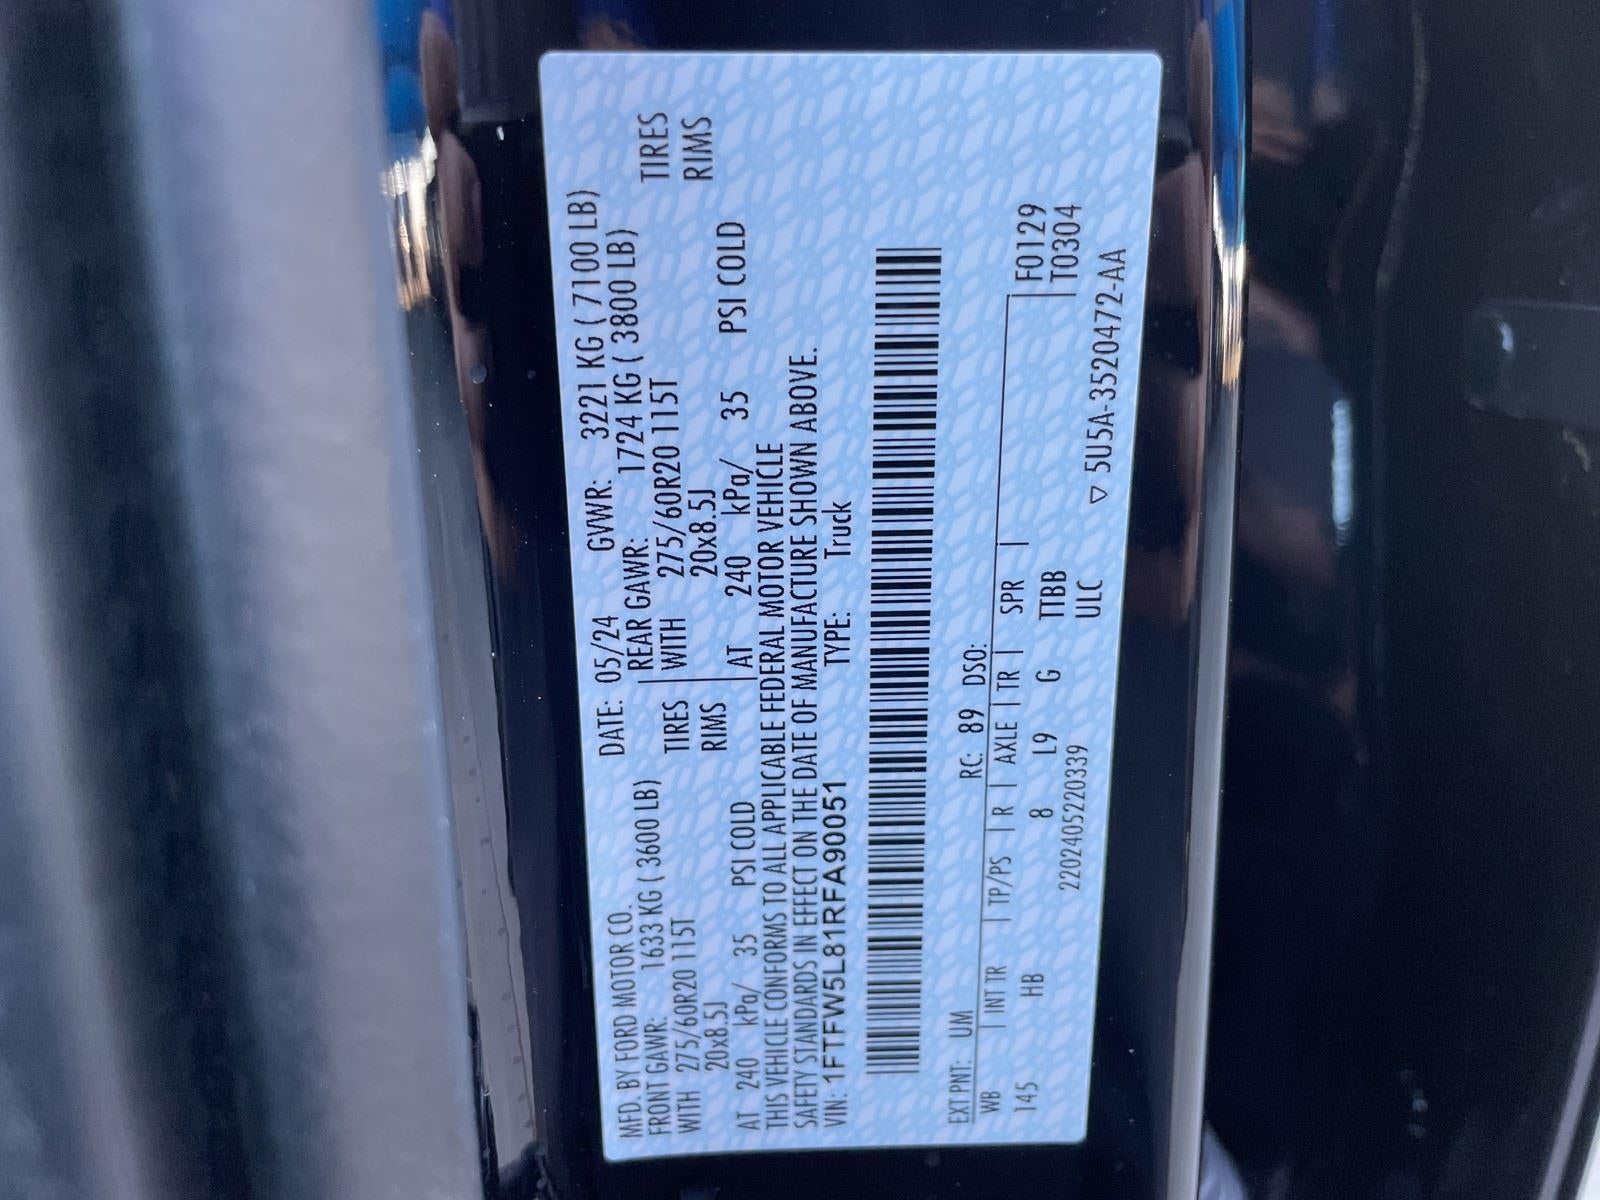 MFD. BY FORD MOTOR CO. DATE: 05/24 GVWR: 3221 KG ( 7100 LB)
FRONT GAWR: 1633 KG ( 3600 LB) REAR GAWR: 1724 KG ( 3800 LB)
WITH 275/60R20 115T TIRES WITH 275/60R20 115T TIRES
20x8.5J RIMS 20x8.5J RIMS
AT 240 kPa/ 35 PSI COLD AT 240 kPa/ 35 PSI COLD
THIS VEHICLE CONFORMS TO ALL APPLICABLE FEDERAL MOTOR VEHICLE
SAFETY STANDARDS IN EFFECT ON THE DATE OF MANUFACTURE SHOWN ABOVE.
VIN: 1FTFW5L81RFA90051 TYPE: Truck
EXT PNT: UM RC: 89 DSO:
WB | INT TR | TP/PS | R | AXLE | TR | SPR | F0129
145 HB 8 L9 G TTBB T0304
2202405220339 ULC
▽ 5U5A-3520472-AA